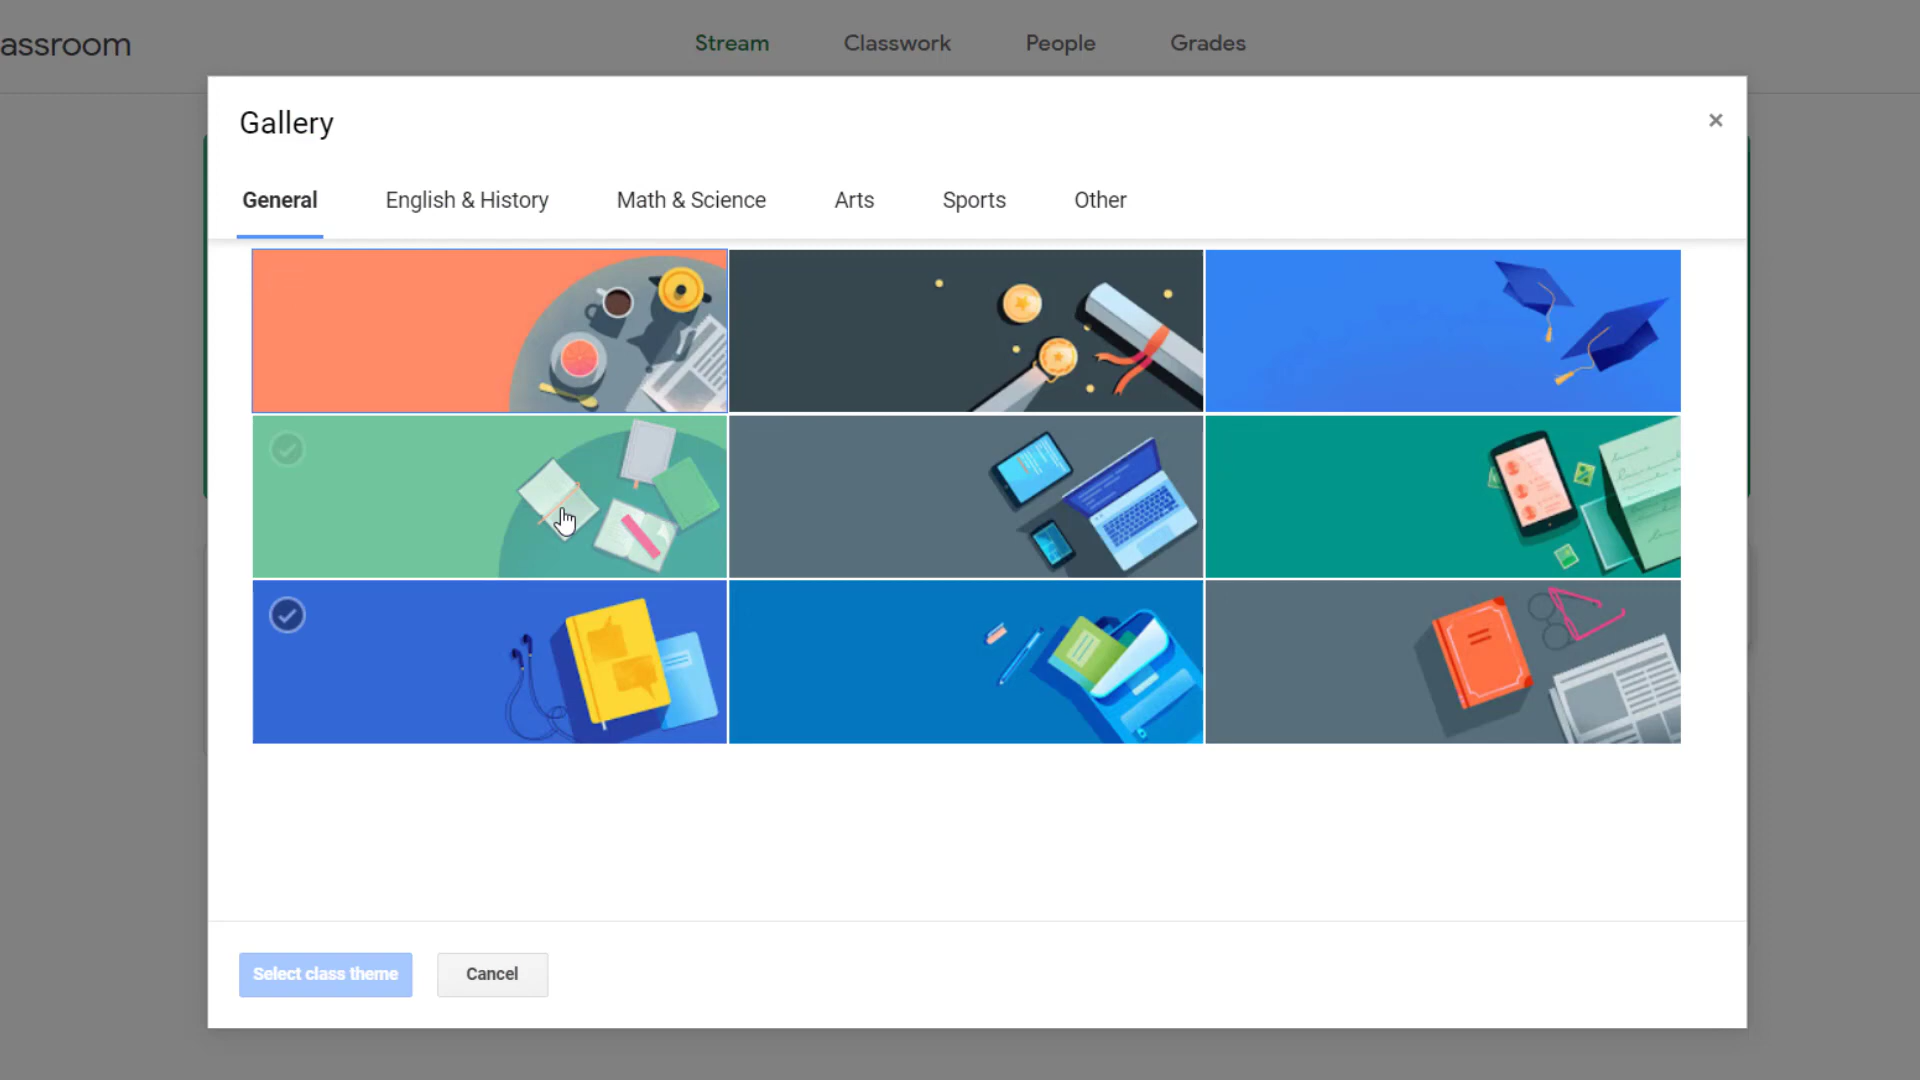 assroom
Stream Classwork People Grades
Gallery
General English & History Math & Science Arts Sports Other
Select class theme Cancel